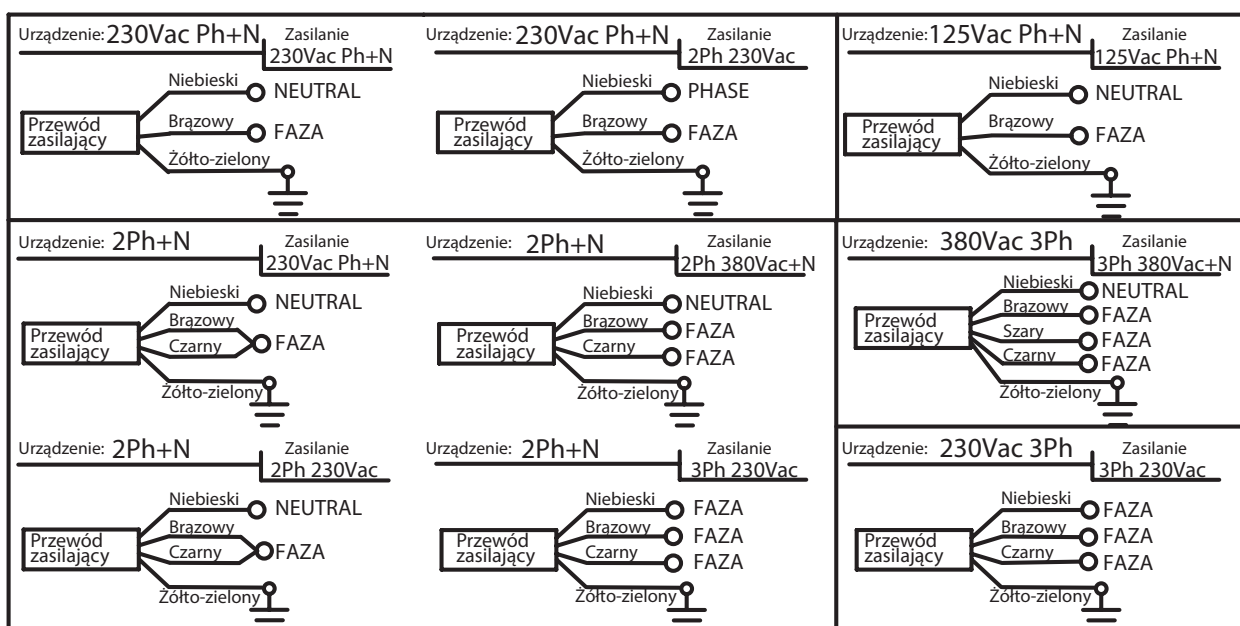 Urządzenie: 230Vac Ph+N Zasilanie
230Vac Ph+N
Niebieski NEUTRAL
Przewód
zasilający
Brązowy FAZA
Żółto-zielony
Urządzenie: 230Vac Ph+N Zasilanie
2Ph 230Vac
Niebieski PHASE
Przewód
zasilający
Brązowy FAZA
Żółto-zielony
Urządzenie: 125Vac Ph+N Zasilanie
125Vac Ph+N
Niebieski NEUTRAL
Przewód
zasilający
Brązowy FAZA
Żółto-zielony
Urządzenie: 2Ph+N Zasilanie
230Vac Ph+N
Niebieski NEUTRAL
Brązowy
Przewód
zasilający
FAZA
Czarny
Żółto-zielony
Urządzenie: 2Ph+N Zasilanie
2Ph 380Vac+N
Niebieski NEUTRAL
Brązowy FAZA
Przewód
zasilający
Czarny FAZA
Żółto-zielony
Urządzenie: 380Vac 3Ph Zasilanie
3Ph 380Vac+N
Niebieski NEUTRAL
Brązowy FAZA
Przewód
zasilający
Szary FAZA
Czarny FAZA
Żółto-zielony
Urządzenie: 2Ph+N Zasilanie
2Ph 230Vac
Niebieski NEUTRAL
Brązowy
Przewód
zasilający
FAZA
Czarny
Żółto-zielony
Urządzenie: 2Ph+N Zasilanie
3Ph 230Vac
Niebieski FAZA
Brązowy FAZA
Przewód
zasilający
Czarny FAZA
Żółto-zielony
Urządzenie: 230Vac 3Ph Zasilanie
3Ph 230Vac
Niebieski FAZA
Brązowy FAZA
Przewód
zasilający
Czarny FAZA
Żółto-zielony